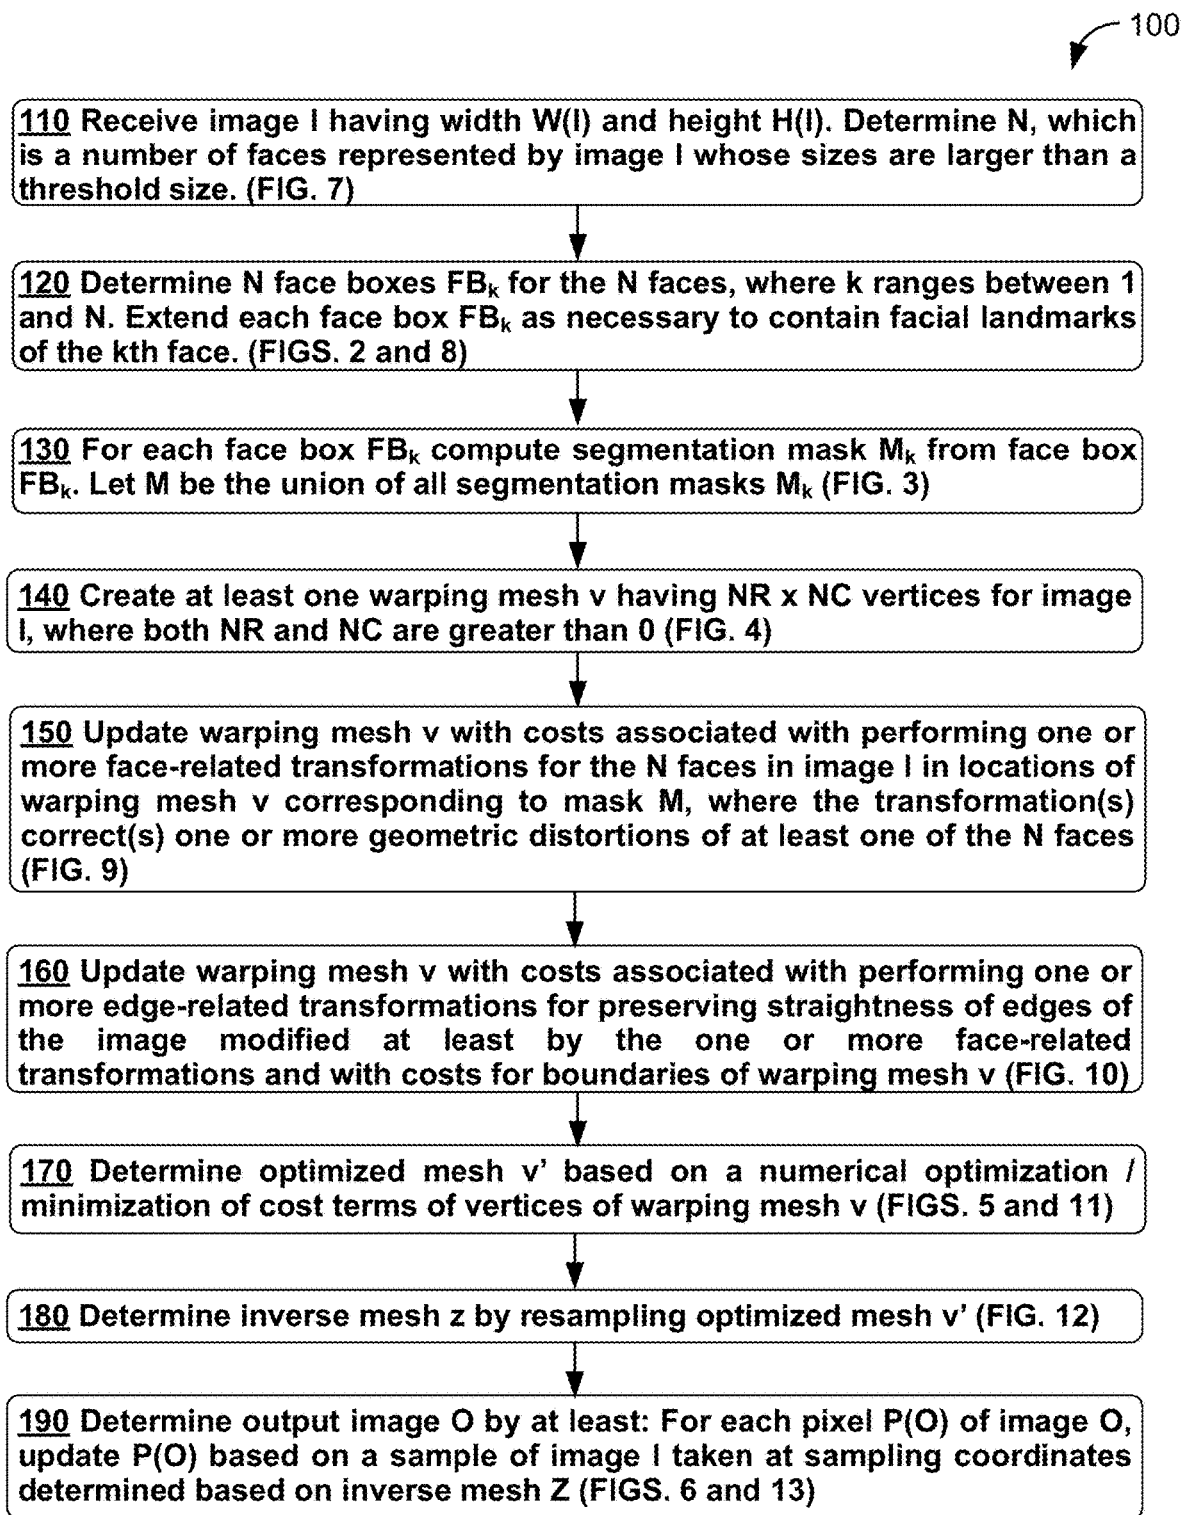 100
110 Receive image I having width W(I) and height H(I). Determine N, which
is a number of faces represented by image I whose sizes are larger than a
threshold size. (FIG. 7)
120 Determine N face boxes FBk for the N faces, where k ranges between 1
and N. Extend each face box FBk as necessary to contain facial landmarks
of the kth face. (FIGS. 2 and 8)
130 For each face box FBk compute segmentation mask Mk from face box
FBk. Let M be the union of all segmentation masks Mk (FIG. 3)
140 Create at least one warping mesh v having NR x NC vertices for image
I, where both NR and NC are greater than 0 (FIG. 4)
150 Update warping mesh v with costs associated with performing one or
more face-related transformations for the N faces in image I in locations of
warping mesh v corresponding to mask M, where the transformation(s)
correct(s) one or more geometric distortions of at least one of the N faces
(FIG. 9)
160 Update warping mesh v with costs associated with performing one or
more edge-related transformations for preserving straightness of edges of
the image modified at least by the one or more face-related
transformations and with costs for boundaries of warping mesh v (FIG. 10)
170 Determine optimized mesh v' based on a numerical optimization /
minimization of cost terms of vertices of warping mesh v (FIGS. 5 and 11)
180 Determine inverse mesh z by resampling optimized mesh v' (FIG. 12)
190 Determine output image O by at least: For each pixel P(O) of image O,
update P(O) based on a sample of image I taken at sampling coordinates
determined based on inverse mesh Z (FIGS. 6 and 13)